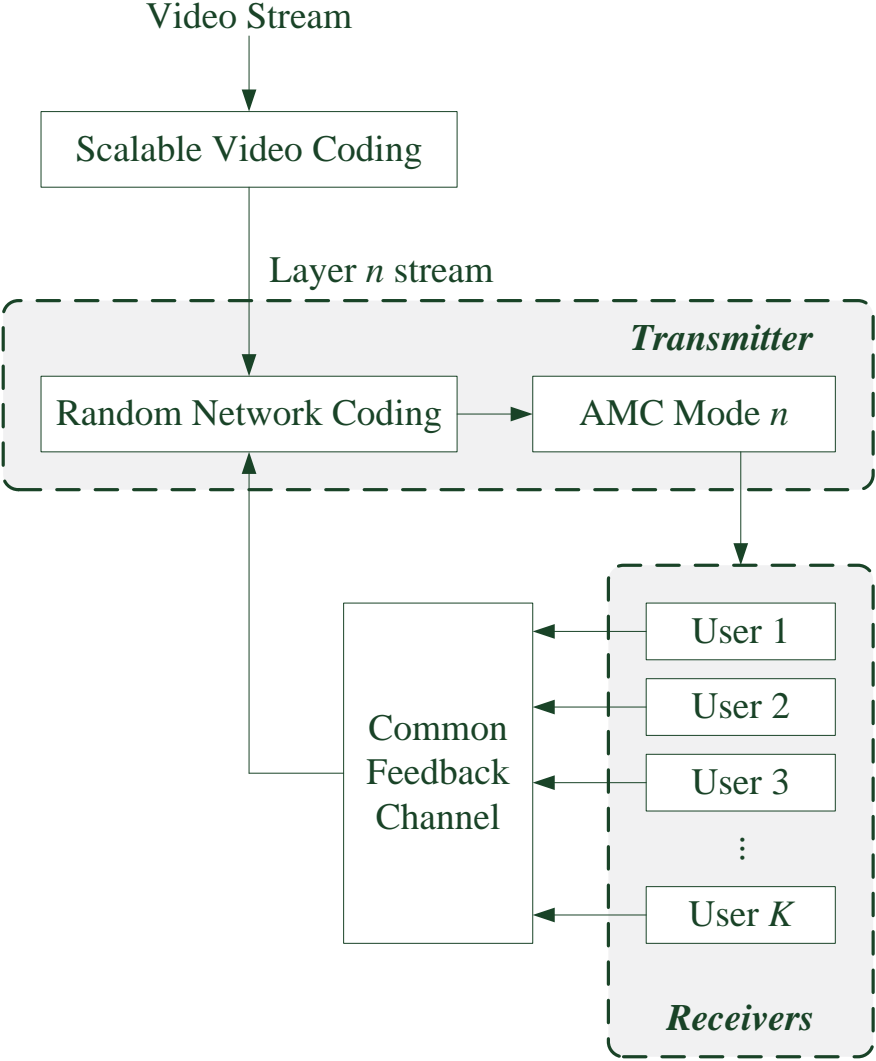 Video Stream
Scalable Video Coding
Layer n stream
Transmitter
Random Network Coding
AMC Mode n
Common
Feedback
Channel
User 1
User 2
User 3
⋮
User K
Receivers